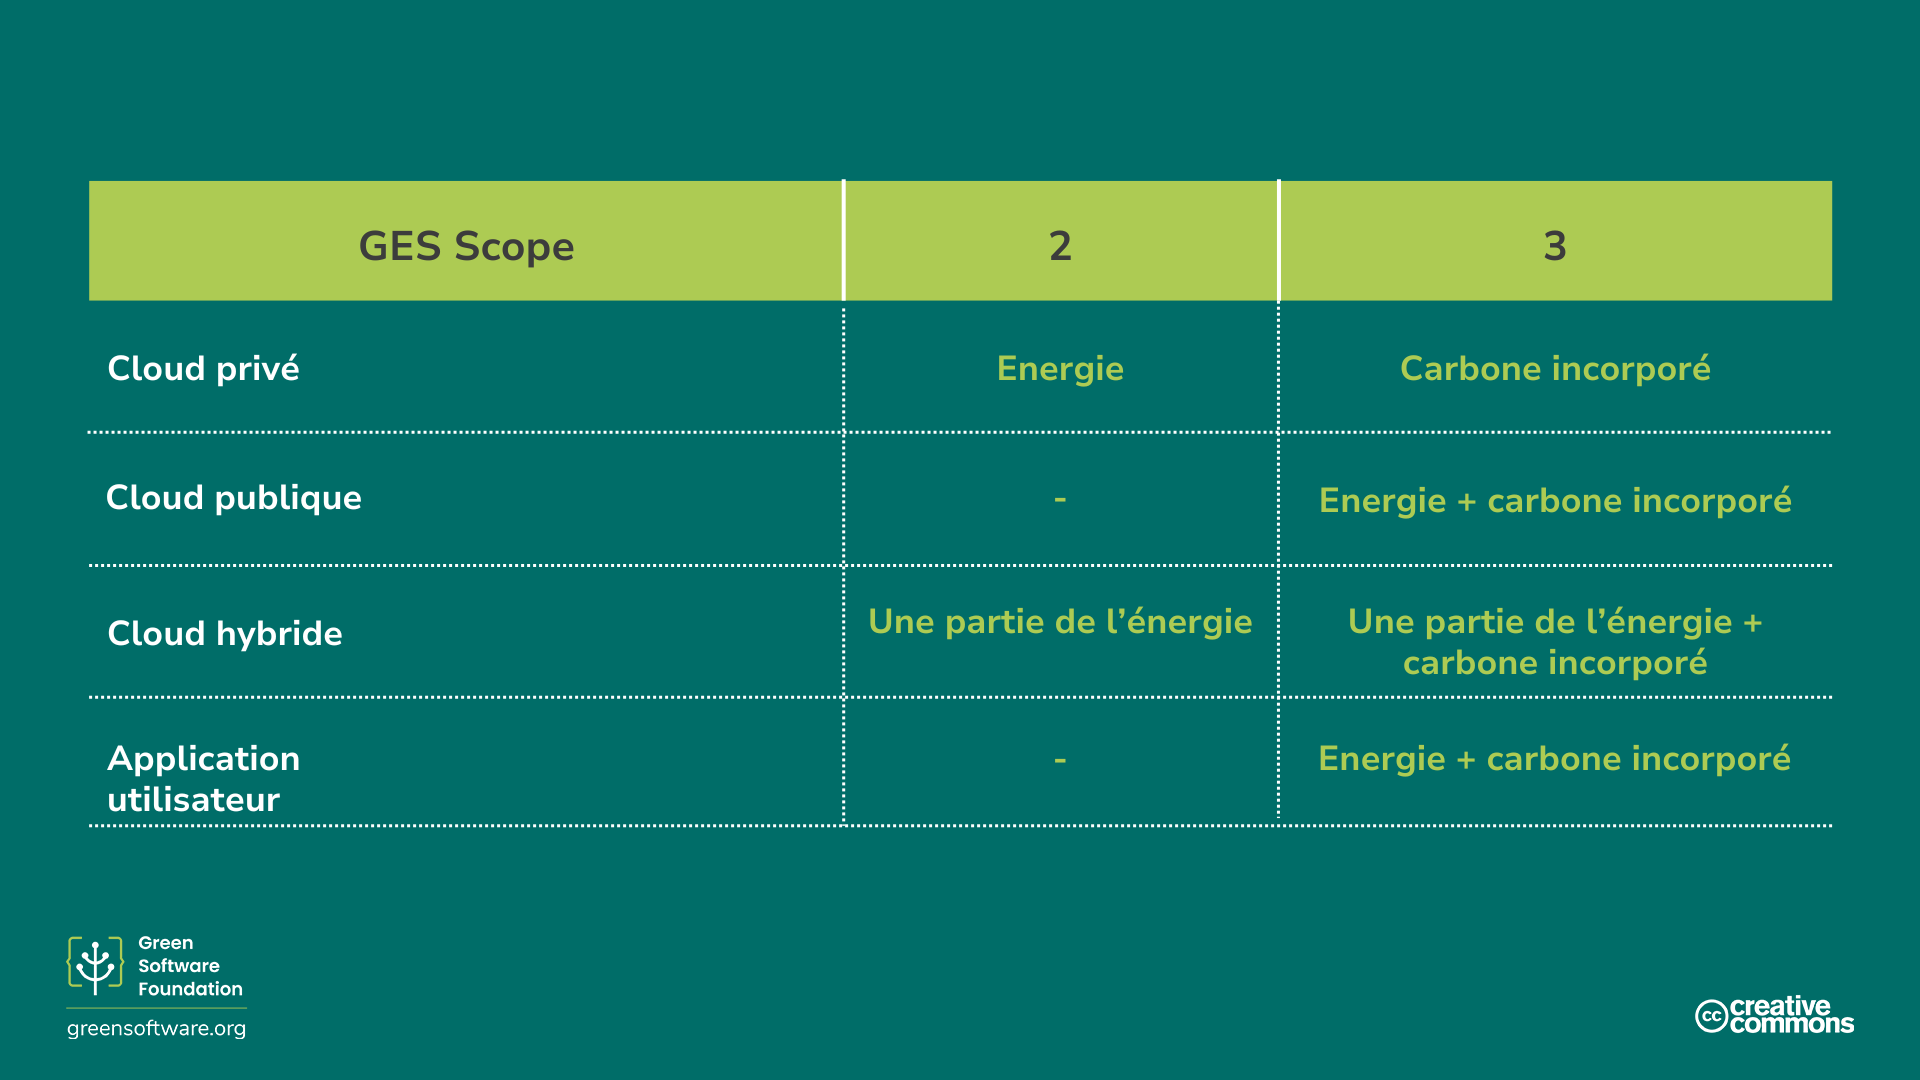 GES Scope 2 3
Cloud privé Energie Carbone incorporé
Cloud publique - Energie + carbone incorporé
Cloud hybride Une partie de l’énergie Une partie de l’énergie +
carbone incorporé
Application - Energie + carbone incorporé
utilisateur
Green
Software
Foundation
greensoftware.org
cc creative
commons